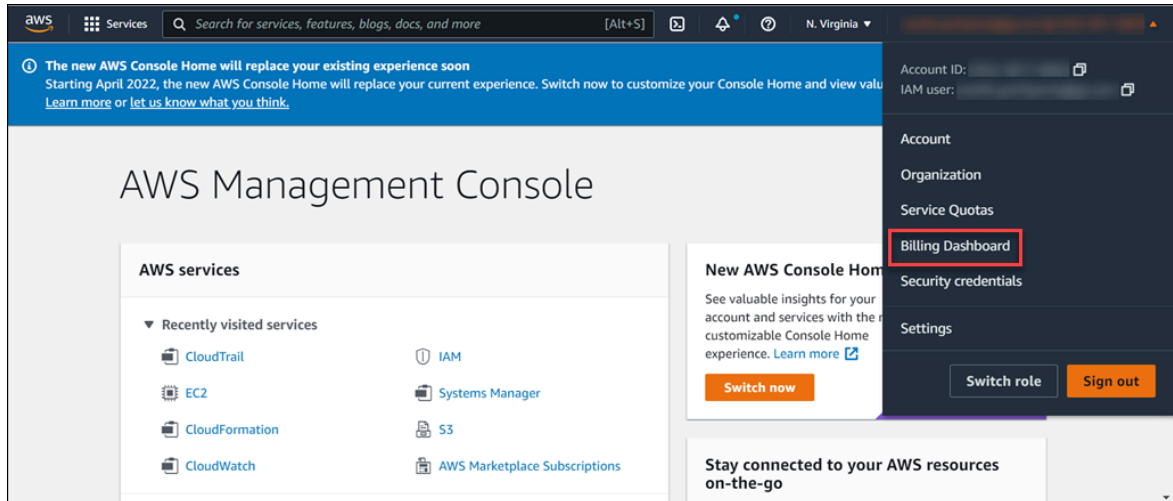 aws
Services
Search for services, features, blogs, docs, and more
[Alt+S]
N. Virginia ▼
The new AWS Console Home will replace your existing experience soon
Starting April 2022, the new AWS Console Home will replace your current experience. Switch now to customize your Console Home and view
Learn more or let us know what you think.
Account ID:
IAM user:
Account
Organization
Service Quotas
Billing Dashboard
Security credentials
Settings
Switch role
Sign out
AWS Management Console
AWS services
▼ Recently visited services
CloudTrail
IAM
EC2
Systems Manager
CloudFormation
S3
CloudWatch
AWS Marketplace Subscriptions
New AWS Console Hom
See valuable insights for your
account and services with the
customizable Console Home
experience. Learn more
Switch now
Stay connected to your AWS resources
on-the-go